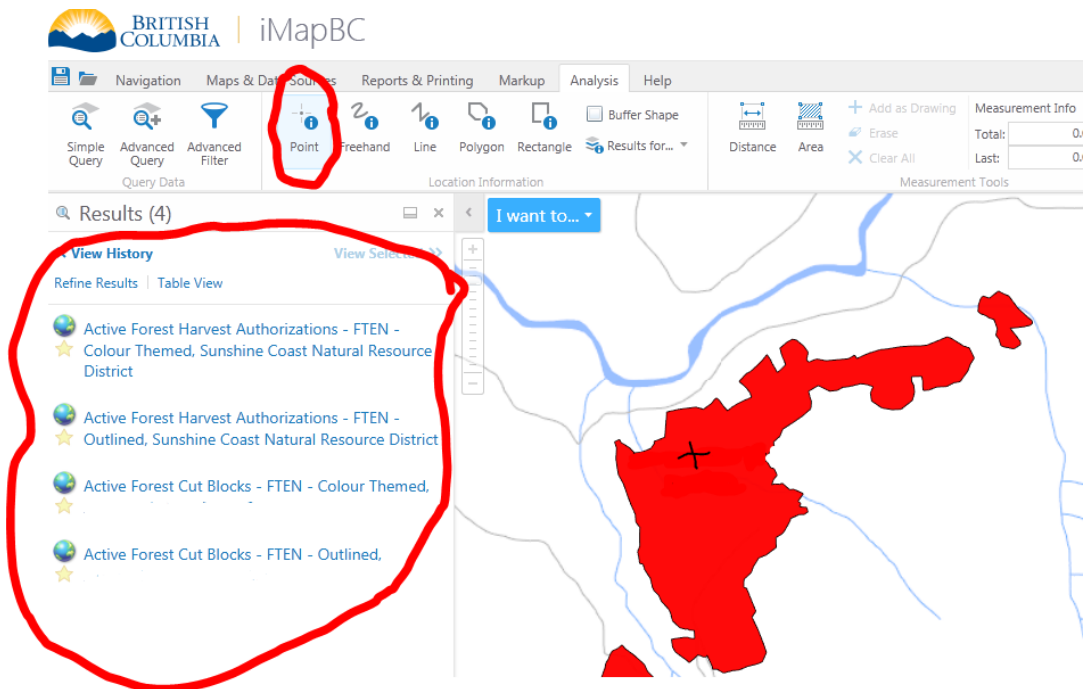 BRITISH
COLUMBIA
iMapBC
Navigation Maps & Data Sources Reports & Printing Markup Analysis Help
Simple Query
Advanced Query
Advanced Filter
Point
Freehand
Line
Polygon
Rectangle
Buffer Shape
Results for...
Distance
Area
Add as Drawing
Erase
Clear All
Measurement Info
Total: 0.
Last: 0.
Query Data
Location Information
Measurement Tools
Results (4)
I want to...
View History
View Selected
Refine Results Table View
Active Forest Harvest Authorizations - FTEN -
Colour Themed, Sunshine Coast Natural Resource
District
Active Forest Harvest Authorizations - FTEN -
Outlined, Sunshine Coast Natural Resource District
Active Forest Cut Blocks - FTEN - Colour Themed,
Active Forest Cut Blocks - FTEN - Outlined,